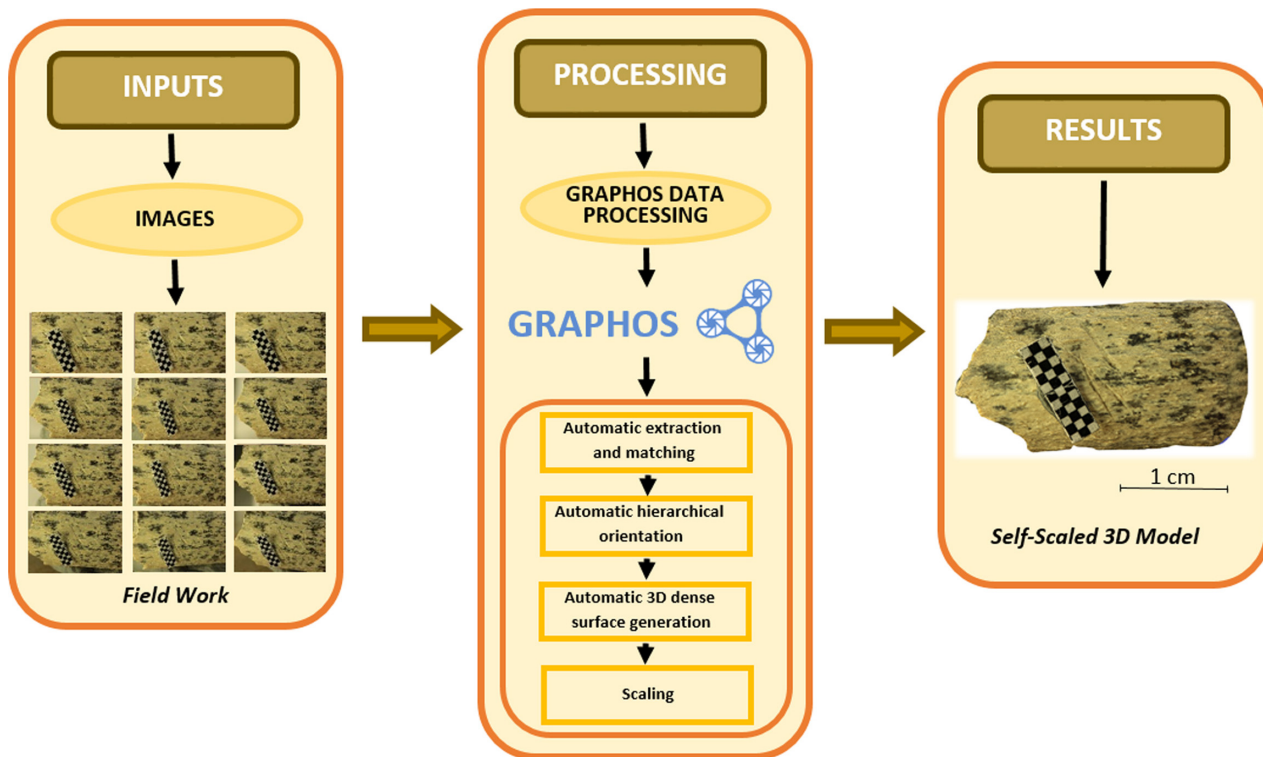 INPUTS
IMAGES
Field Work
PROCESSING
GRAPHOS DATA
PROCESSING
GRAPHOS
Automatic extraction
and matching
Automatic hierarchical
orientation
Automatic 3D dense
surface generation
Scaling
RESULTS
1 cm
Self-Scaled 3D Model